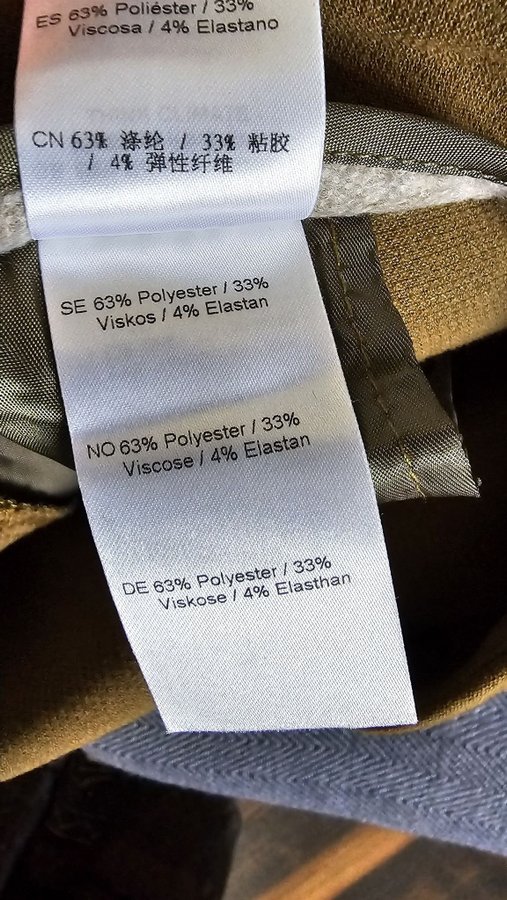 ES 63% Poliéster / 33%
Viscosa / 4% Elastano
CN 63% 涤纶 / 33% 粘胶
/ 4% 弹性纤维
SE 63% Polyester / 33%
Viskos / 4% Elastan
NO 63% Polyester / 33%
Viscose / 4% Elastan
DE 63% Polyester / 33%
Viskose / 4% Elasthan